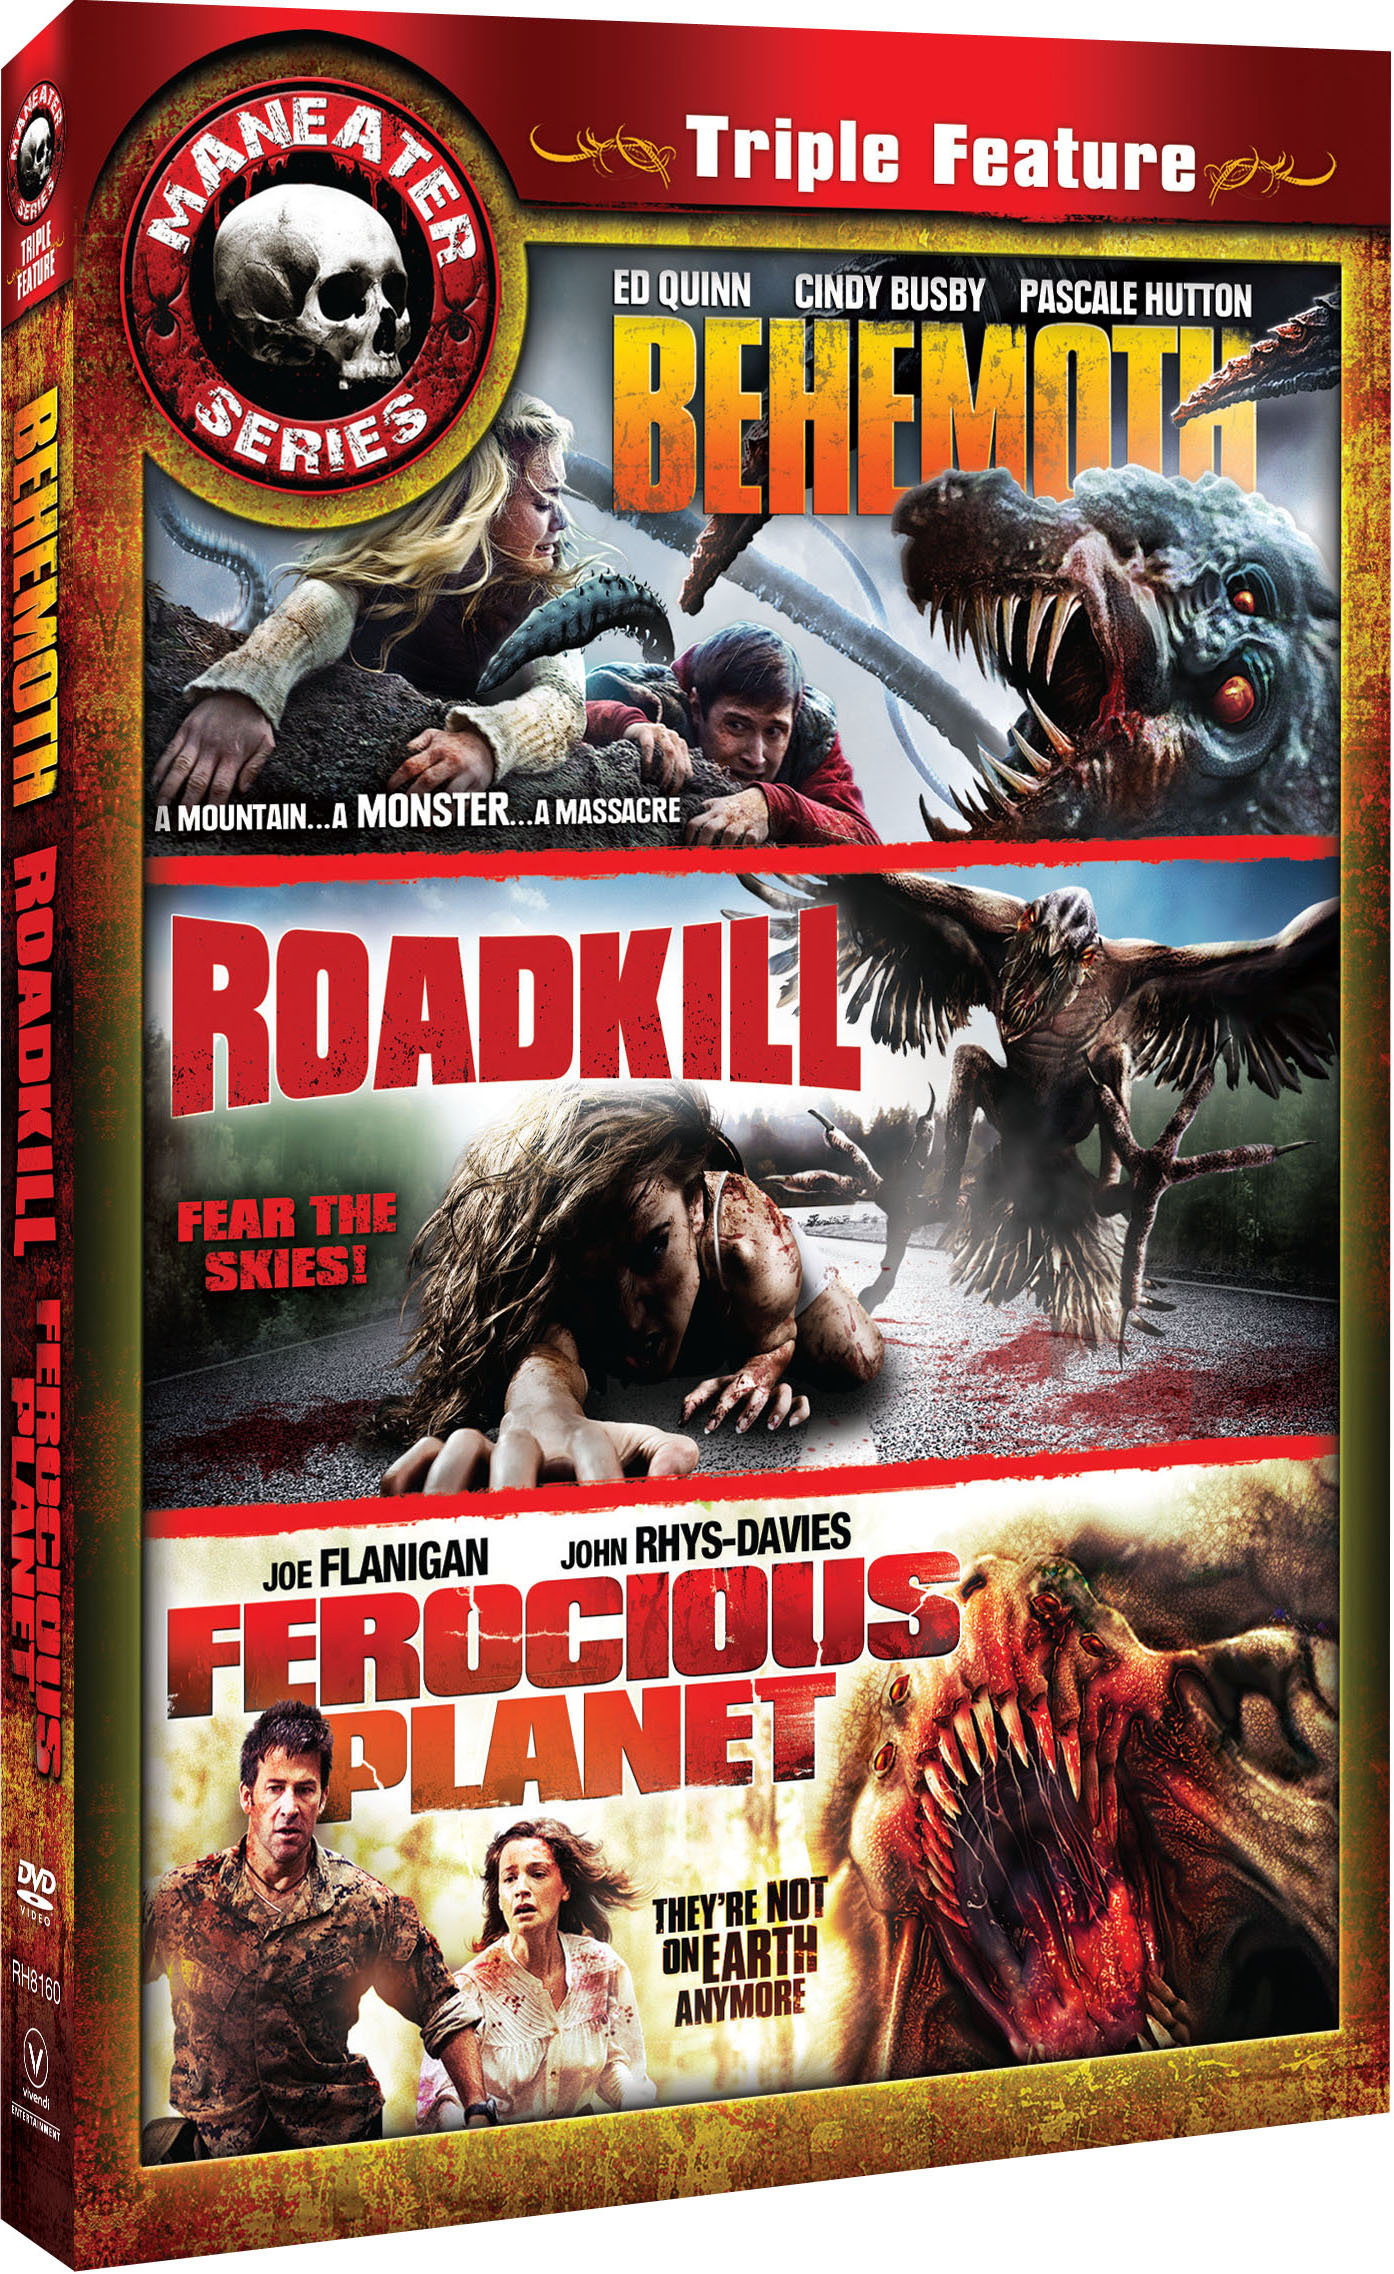 MANEATER
SERIES
TRIPLE
FEATURE
BEHEMOTH ROADKILL FEROCIOUS
PLANET
DVD
VIDEO
RH8160
V
vivendi
ENTERTAINMENT
MANEATER
SERIES
Triple Feature
ED QUINN CINDY BUSBY PASCALE HUTTON
BEHEMOTH
A MOUNTAIN...A MONSTER...A MASSACRE
ROADKILL
FEAR THE
SKIES!
JOE FLANIGAN JOHN RHYS-DAVIES
FEROCIOUS
PLANET
THEY'RE NOT
ON EARTH
ANYMORE